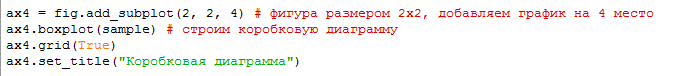 ax4 = fig.add_subplot(2, 2, 4) # фигура размером 2x2, добавляем график на 4 место
ax4.boxplot(sample) # строим коробковую диаграмму
ax4.grid(True)
ax4.set_title("Коробковая диаграмма")